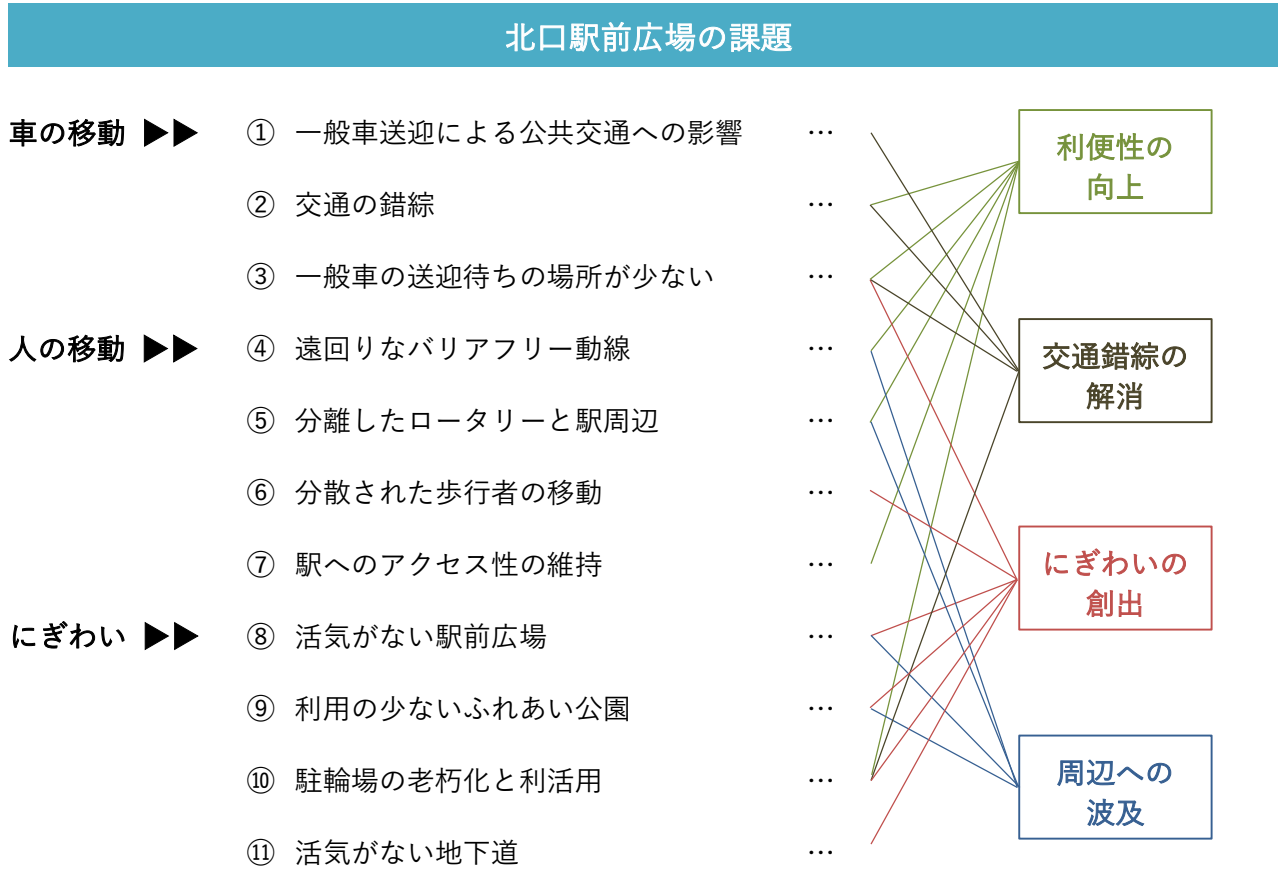 北口駅前広場の課題
車の移動 ▶▶ ① 一般車送迎による公共交通への影響 …
② 交通の錯綜 …
③ 一般車の送迎待ちの場所が少ない …
人の移動 ▶▶ ④ 遠回りなバリアフリー動線 …
⑤ 分離したロータリーと駅周辺 …
⑥ 分散された歩行者の移動 …
⑦ 駅へのアクセス性の維持 …
にぎわい ▶▶ ⑧ 活気がない駅前広場 …
⑨ 利用の少ないふれあい公園 …
⑩ 駐輪場の老朽化と利活用 …
⑪ 活気がない地下道 …
利便性の
向上
交通錯綜の
解消
にぎわいの
創出
周辺への
波及